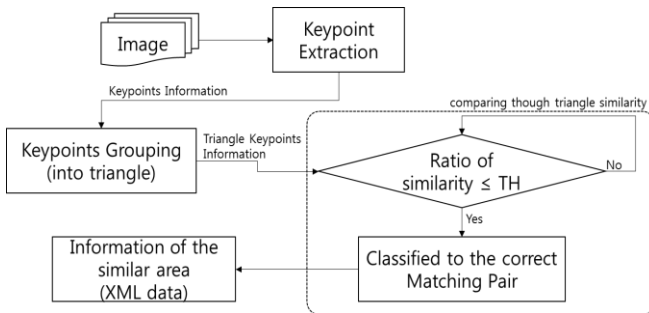 Image
Keypoint
Extraction
Keypoints Information
comparing though triangle similarity
Keypoints Grouping
(into triangle)
Triangle Keypoints
Information
Ratio of
similarity ≤ TH
No
Yes
Information of the
similar area
(XML data)
Classified to the correct
Matching Pair